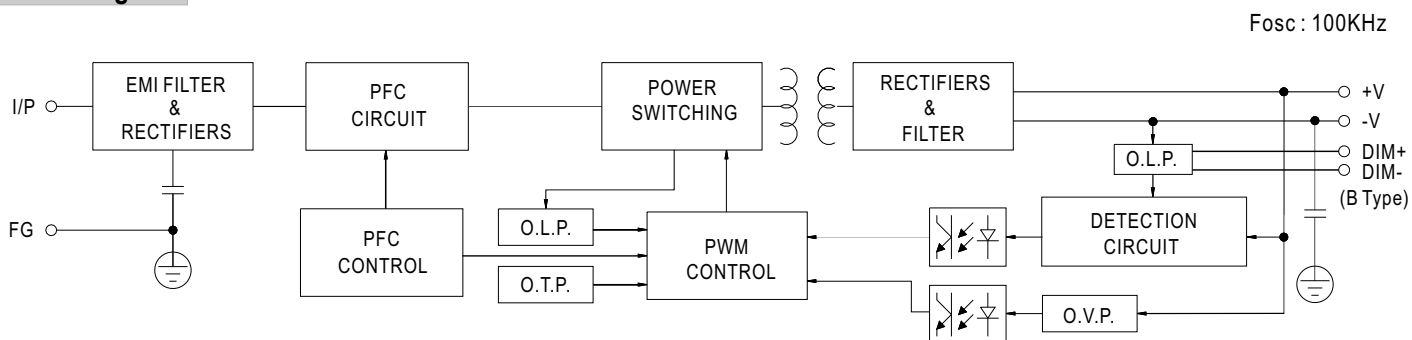 Fosc : 100KHz
I/P
EMI FILTER
&
RECTIFIERS
PFC
CIRCUIT
POWER
SWITCHING
RECTIFIERS
&
FILTER
+V
-V
DIM+
DIM-
(B Type)
O.L.P.
FG
PFC
CONTROL
O.L.P.
O.T.P.
PWM
CONTROL
DETECTION
CIRCUIT
O.V.P.